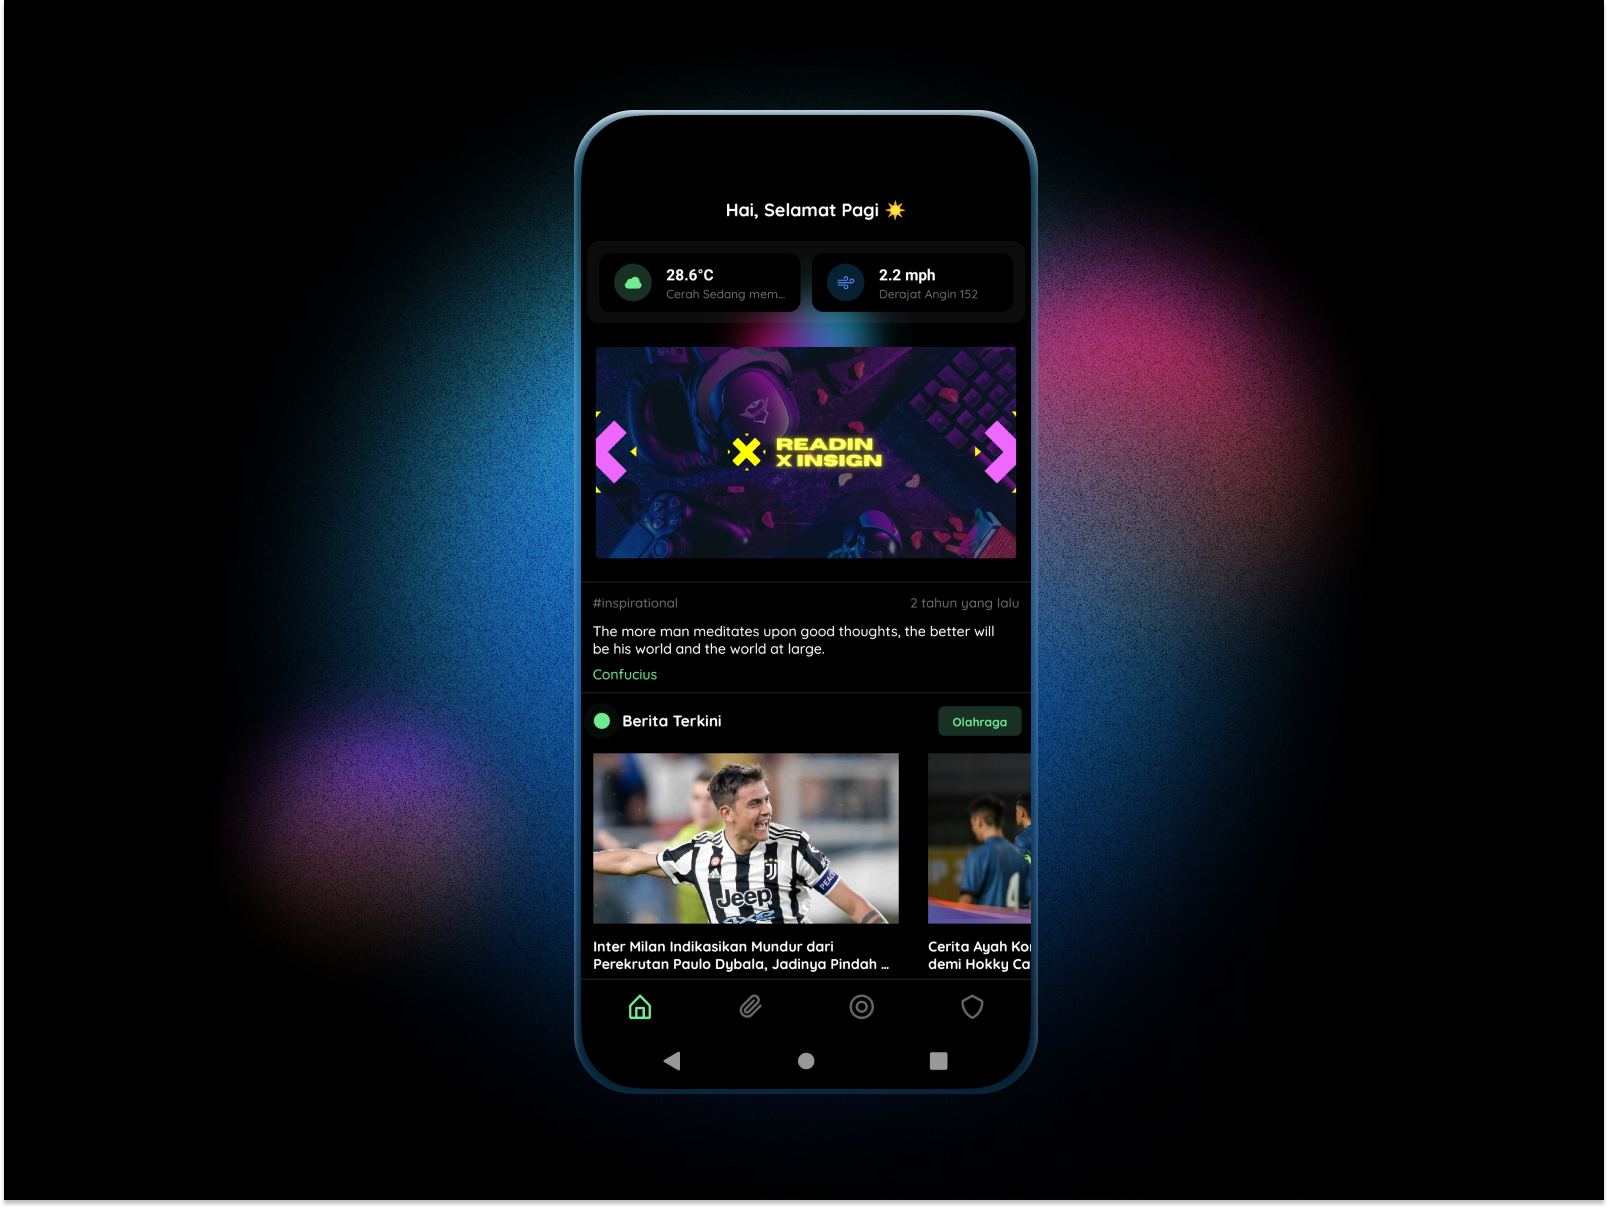 Hai, Selamat Pagi ☀️
28.6°C
Cerah Sedang mem...
2.2 mph
Derajat Angin 152
READIN
X INSIGN
#inspirational
2 tahun yang lalu
The more man meditates upon good thoughts, the better will
be his world and the world at large.
Confucius
Berita Terkini
Olahraga
Jeep
4X2
4
Inter Milan Indikasikan Mundur dari
Perekrutan Paulo Dybala, Jadinya Pindah ...
Cerita Ayah Ko
demi Hokky Ca